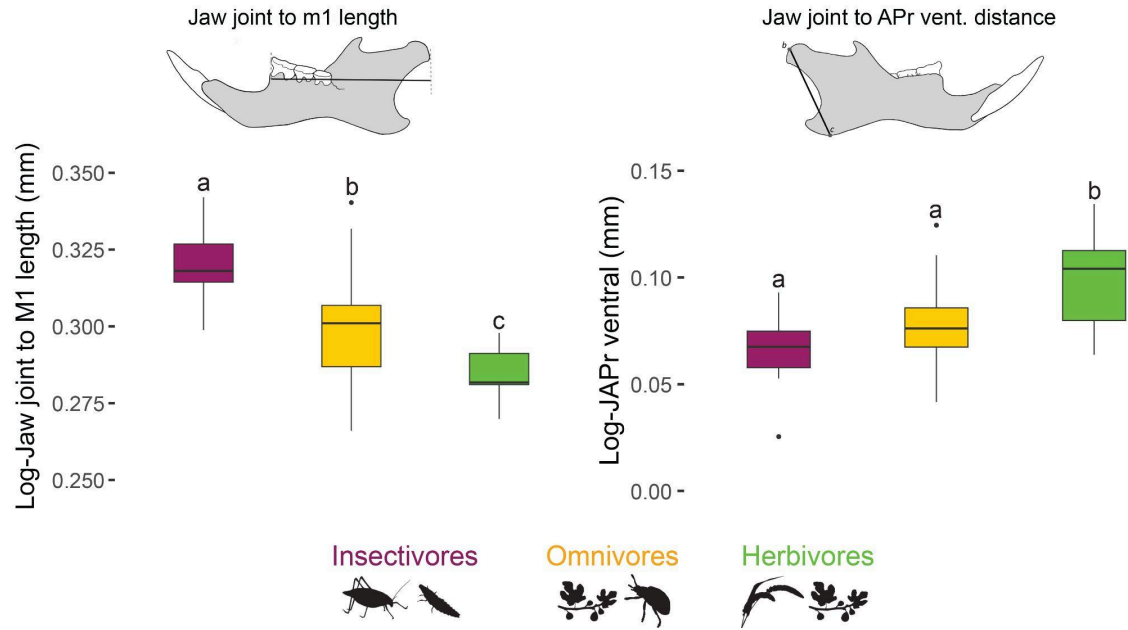 Jaw joint to m1 length
Log-Jaw joint to M1 length (mm)
0.350
0.325
0.300
0.275
0.250
a
b
c
Jaw joint to APr vent. distance
b
c
Log-JAPr ventral (mm)
0.15
0.10
0.05
0.00
a
a
b
Insectivores
Omnivores
Herbivores